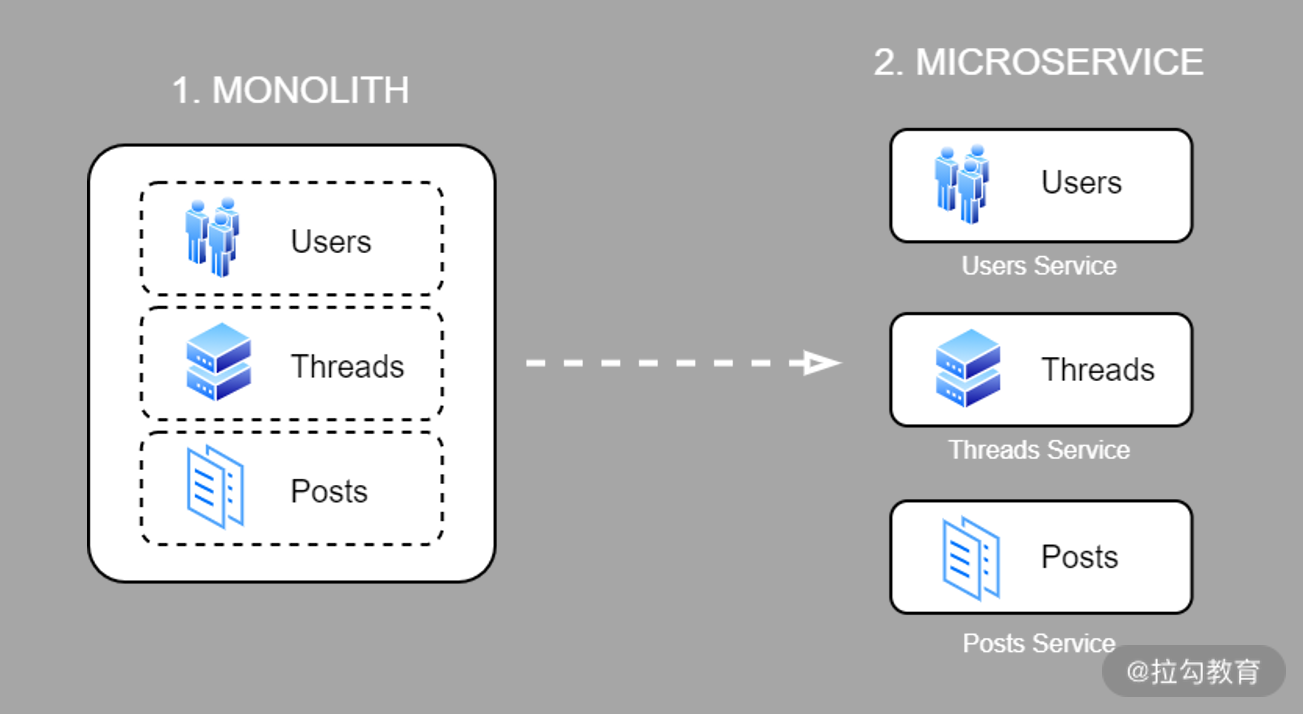 1. MONOLITH
Users
Threads
Posts
2. MICROSERVICE
Users
Users Service
Threads
Threads Service
Posts
Posts Service
@拉勾教育